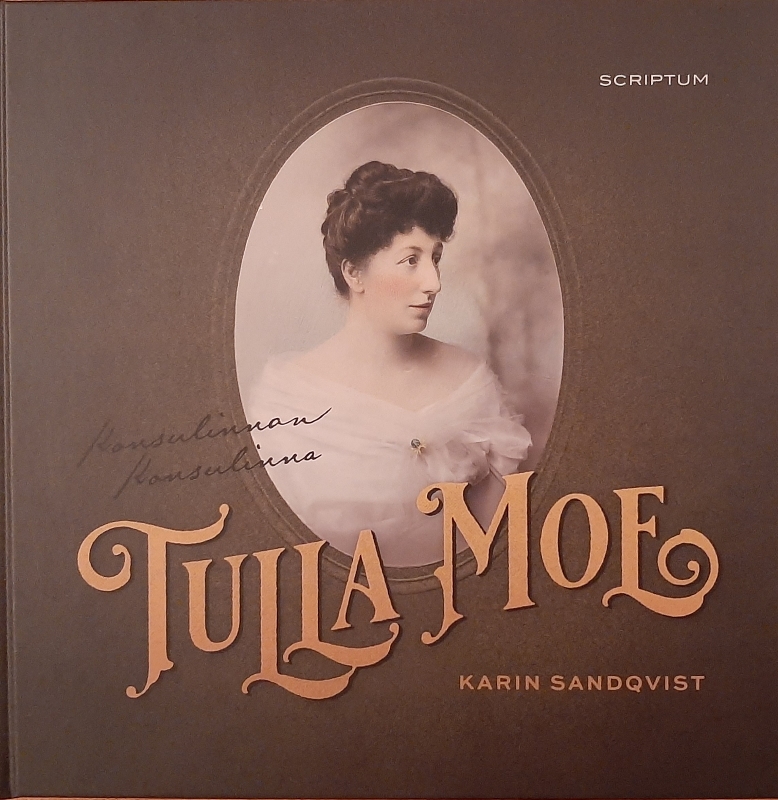 SCRIPTUM
Konsulinnan
Konsulinna
TULLA MOE
KARIN SANDQVIST